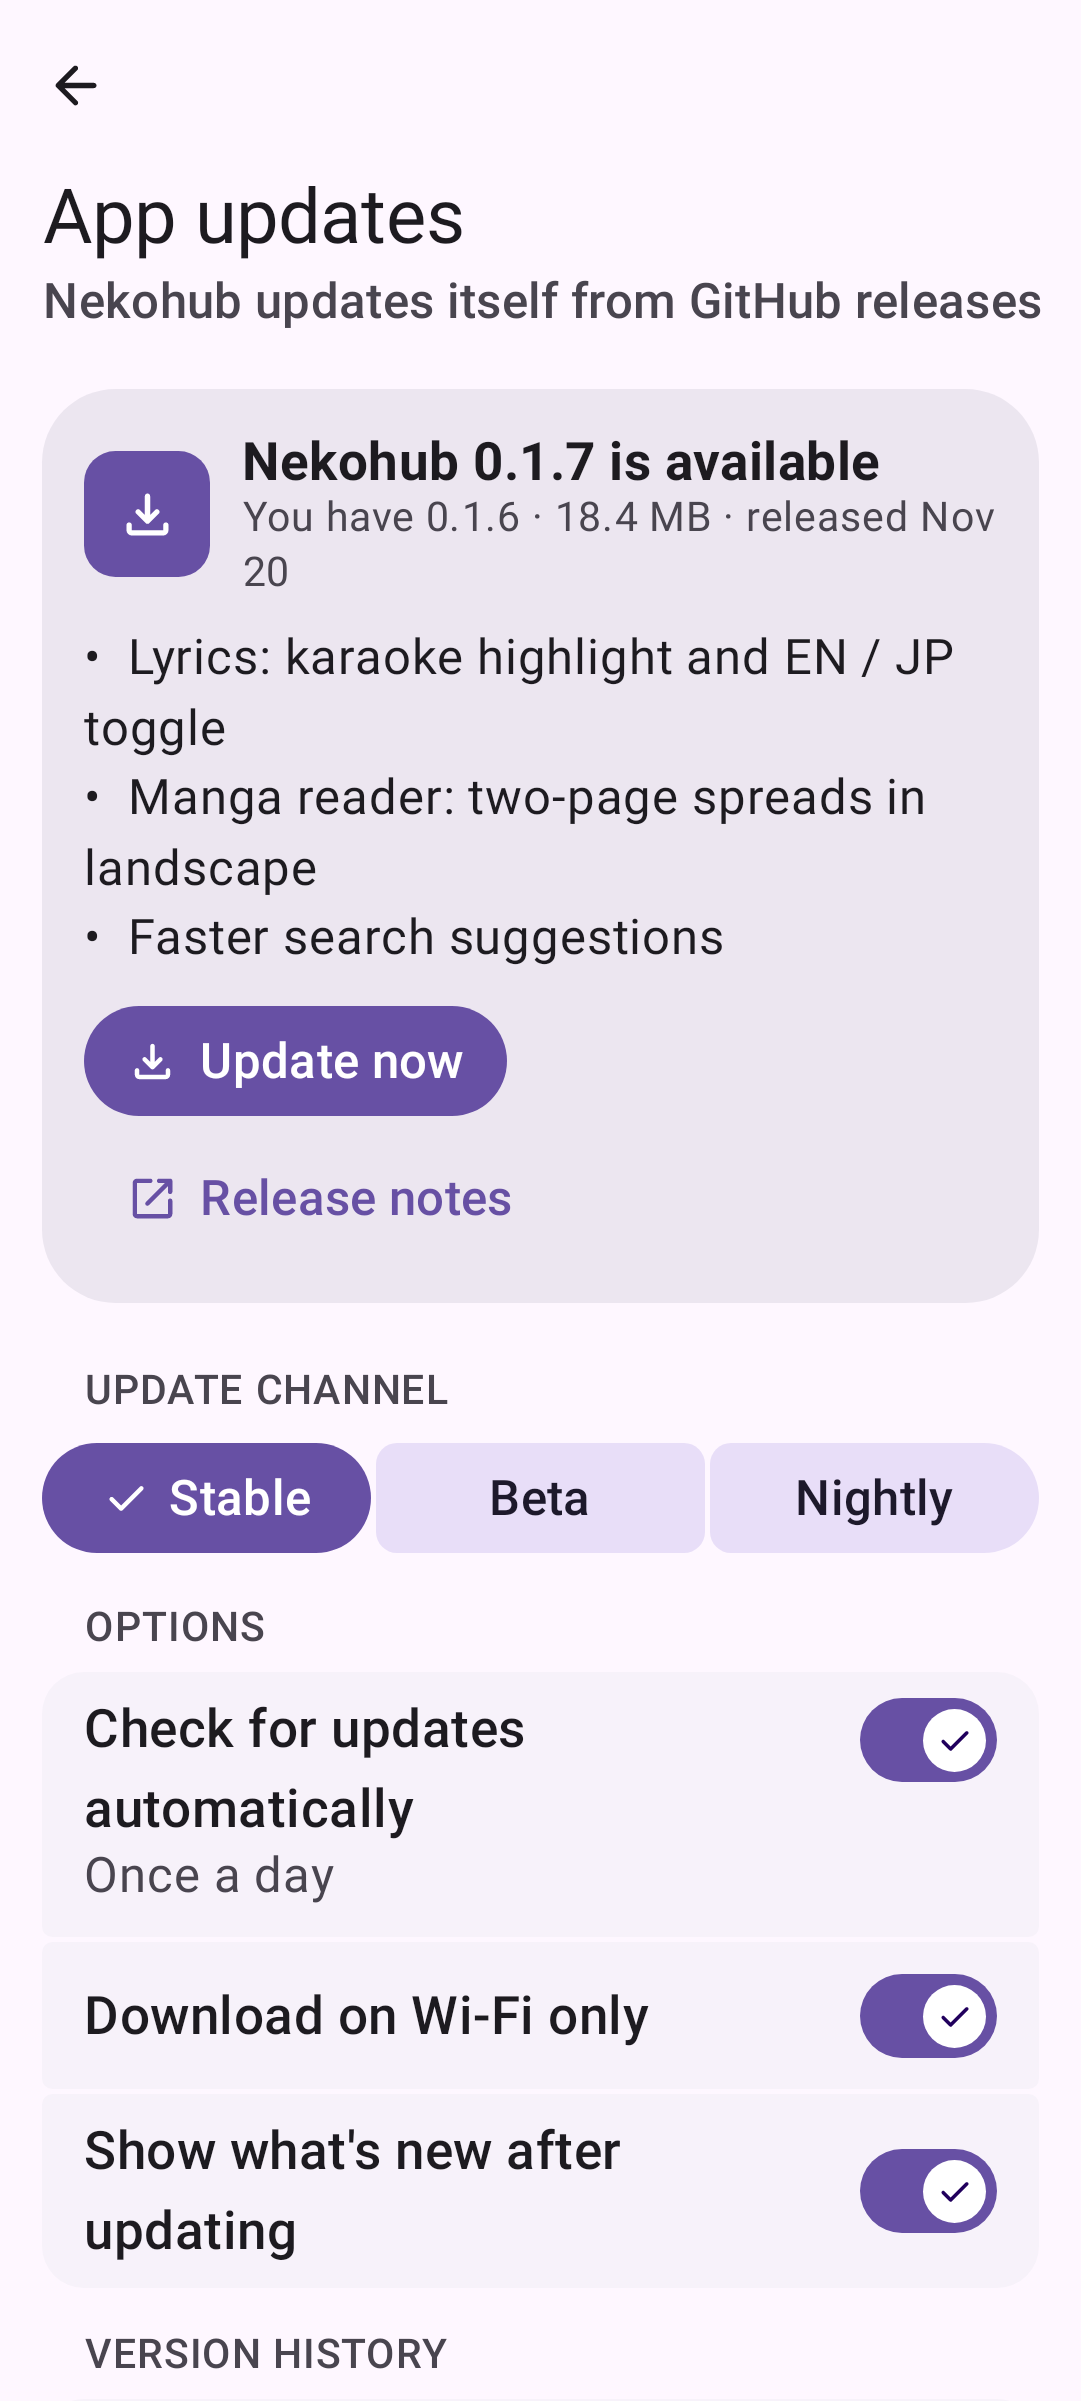 App updates
Nekohub updates itself from GitHub releases
Nekohub 0.1.7 is available
You have 0.1.6 · 18.4 MB · released Nov
20
• Lyrics: karaoke highlight and EN / JP
toggle
• Manga reader: two-page spreads in
landscape
• Faster search suggestions
Update now
Release notes
UPDATE CHANNEL
Stable
Beta
Nightly
OPTIONS
Check for updates
automatically
Once a day
Download on Wi-Fi only
Show what's new after
updating
VERSION HISTORY